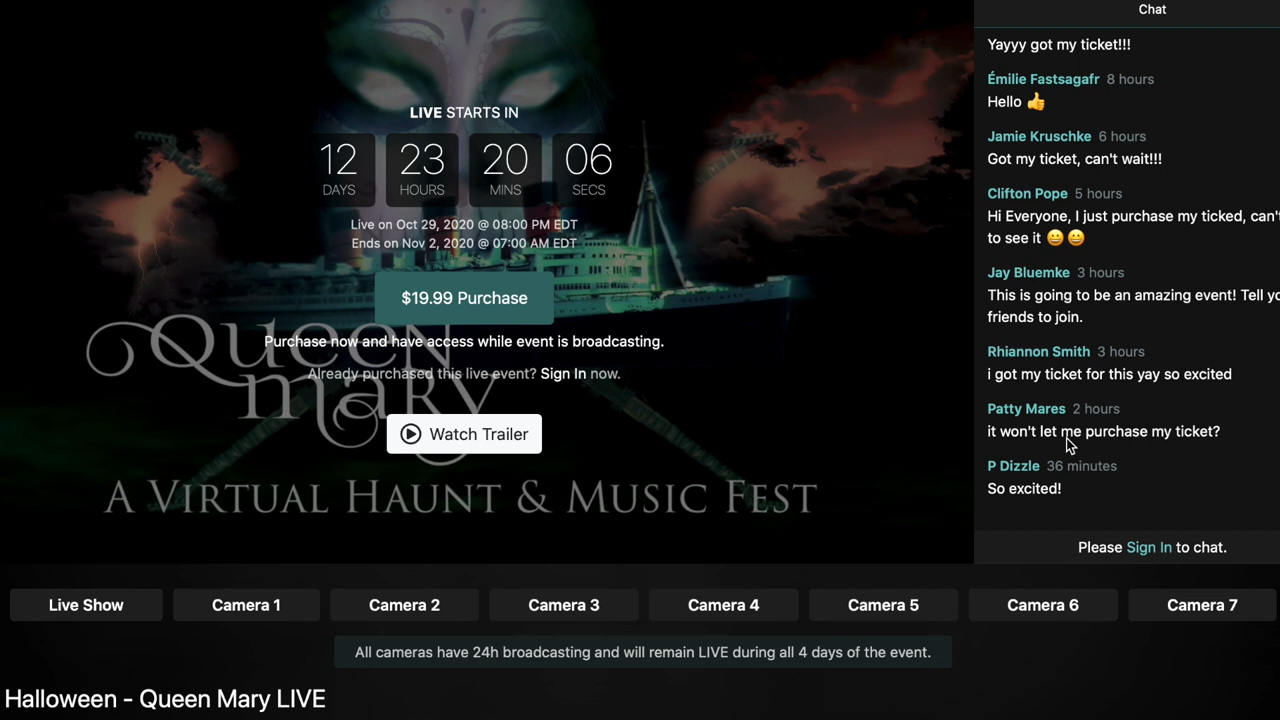 LIVE STARTS IN
12 23 20 06
DAYS HOURS MINS SECS
Live on Oct 29, 2020 @ 08:00 PM EDT
Ends on Nov 2, 2020 @ 07:00 AM EDT
$19.99 Purchase
Purchase now and have access while event is broadcasting.
Already purchased this live event? Sign In now.
Watch Trailer
Queen
mary
A VIRTUAL HAUNT & MUSIC FEST
Chat
Yayyy got my ticket!!!
Émilie Fastsagafr 8 hours
Hello 👍
Jamie Kruschke 6 hours
Got my ticket, can't wait!!!
Clifton Pope 5 hours
Hi Everyone, I just purchase my ticked, can't
to see it 😀 😀
Jay Bluemke 3 hours
This is going to be an amazing event! Tell yo
friends to join.
Rhiannon Smith 3 hours
i got my ticket for this yay so excited
Patty Mares 2 hours
it won't let me purchase my ticket?
P Dizzle 36 minutes
So excited!
Please Sign In to chat.
Live Show Camera 1 Camera 2 Camera 3 Camera 4 Camera 5 Camera 6 Camera 7
All cameras have 24h broadcasting and will remain LIVE during all 4 days of the event.
Halloween - Queen Mary LIVE